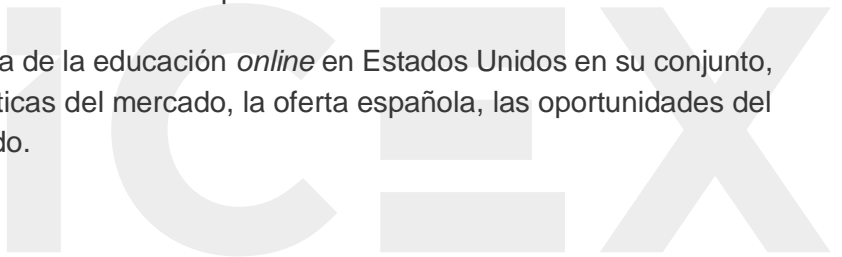 a de la educación online en Estados Unidos en su conjunto,
ticas del mercado, la oferta española, las oportunidades del
do.
ICEX